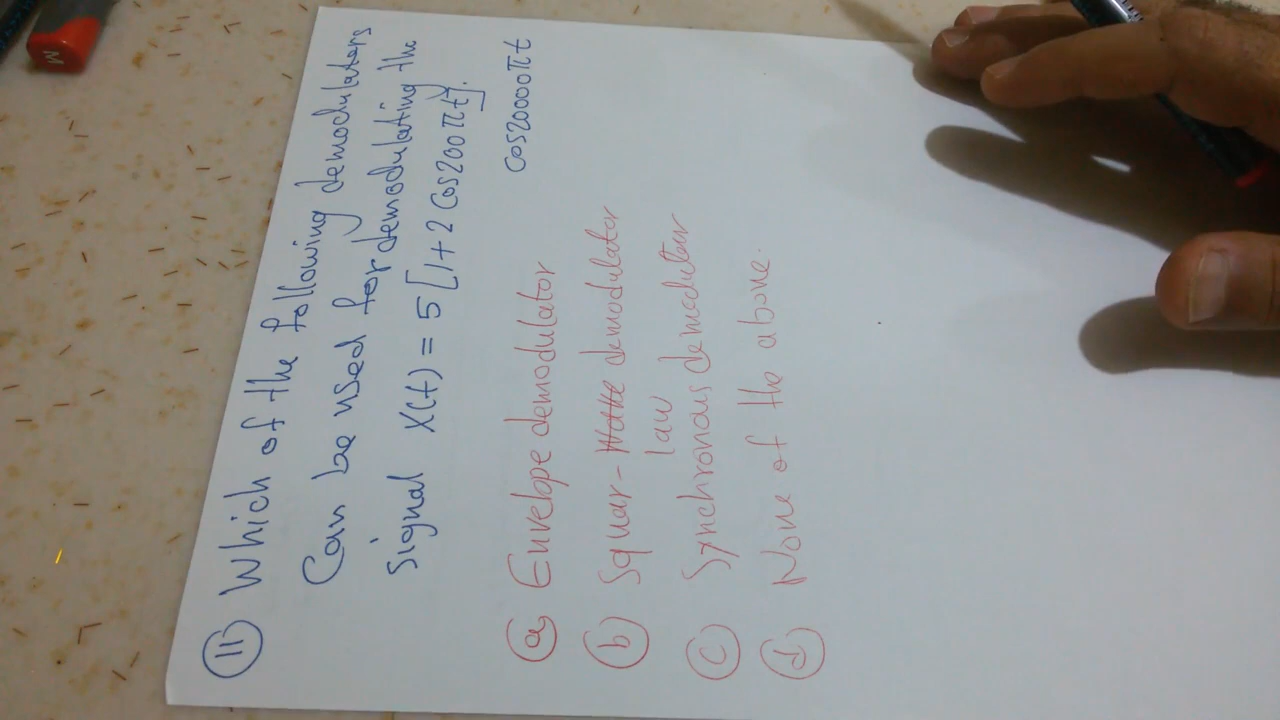 11 Which of the following demodulators
Can be used for demodulating the
Signal X(t) = 5 [1+2 Cos200πt].
Cos20000πt
a Envelope demodulator
b Squar- demodulator
law
c Synchronous demodulator
d None of the above.
M